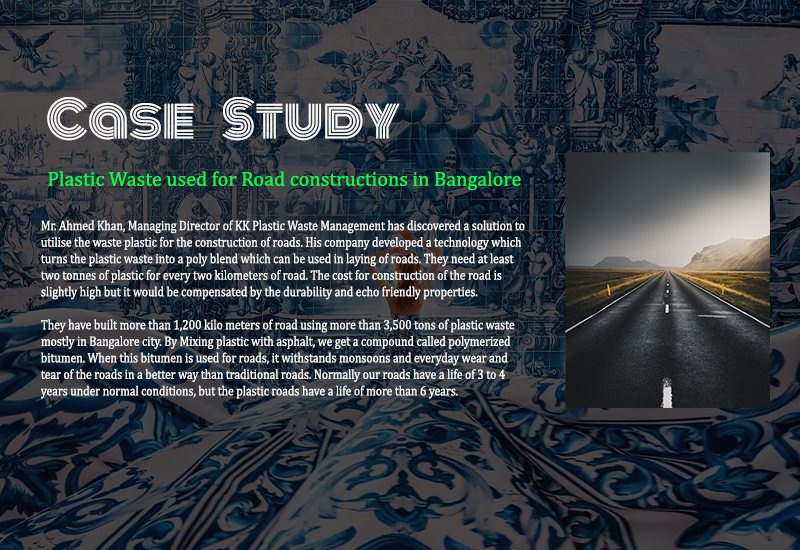 Case Study
Plastic Waste used for Road constructions in Bangalore
Mr. Ahmed Khan, Managing Director of KK Plastic Waste Management has discovered a solution to
utilise the waste plastic for the construction of roads. His company developed a technology which
turns the plastic waste into a poly blend which can be used in laying of roads. They need at least
two tonnes of plastic for every two kilometers of road. The cost for construction of the road is
slightly high but it would be compensated by the durability and echo friendly properties.
They have built more than 1,200 kilo meters of road using more than 3,500 tons of plastic waste
mostly in Bangalore city. By Mixing plastic with asphalt, we get a compound called polymerized
bitumen. When this bitumen is used for roads, it withstands monsoons and everyday wear and
tear of the roads in a better way than traditional roads. Normally our roads have a life of 3 to 4
years under normal conditions, but the plastic roads have a life of more than 6 years.